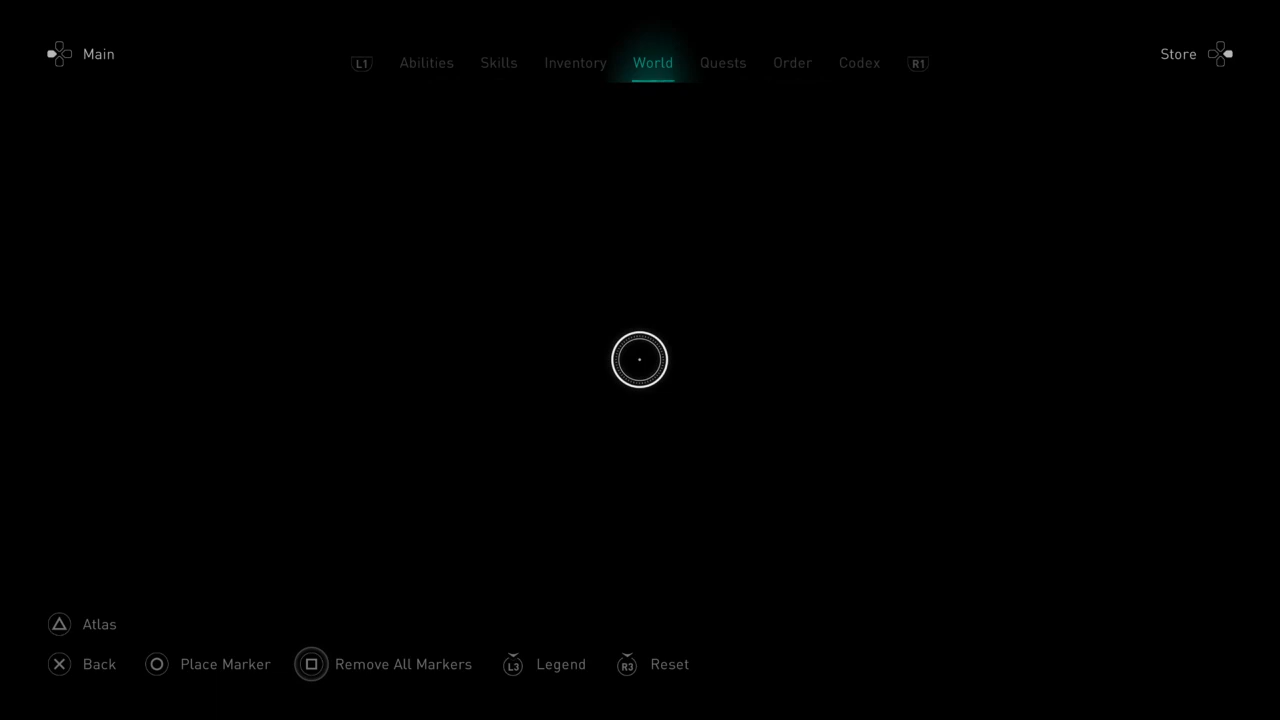 Main
L1 Abilities Skills Inventory World Quests Order Codex R1
Store
Atlas
Back Place Marker Remove All Markers L3 Legend R3 Reset